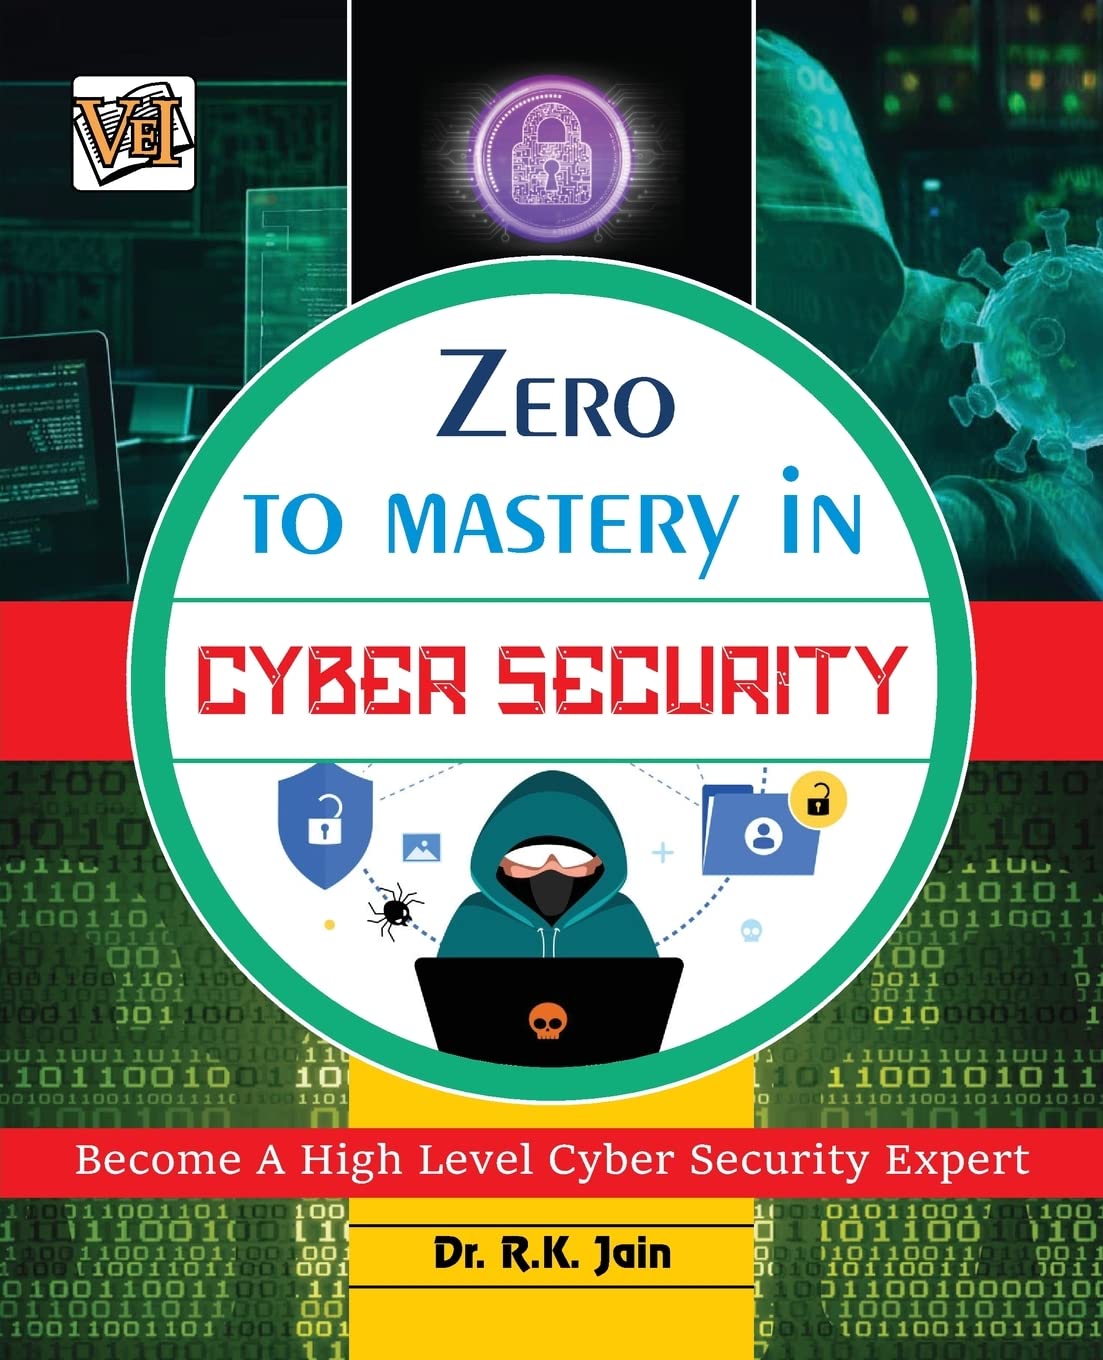 VEI
Zero
to mastery in
CYBER SECURITY
Become A High Level Cyber Security Expert
Dr. R.K. Jain